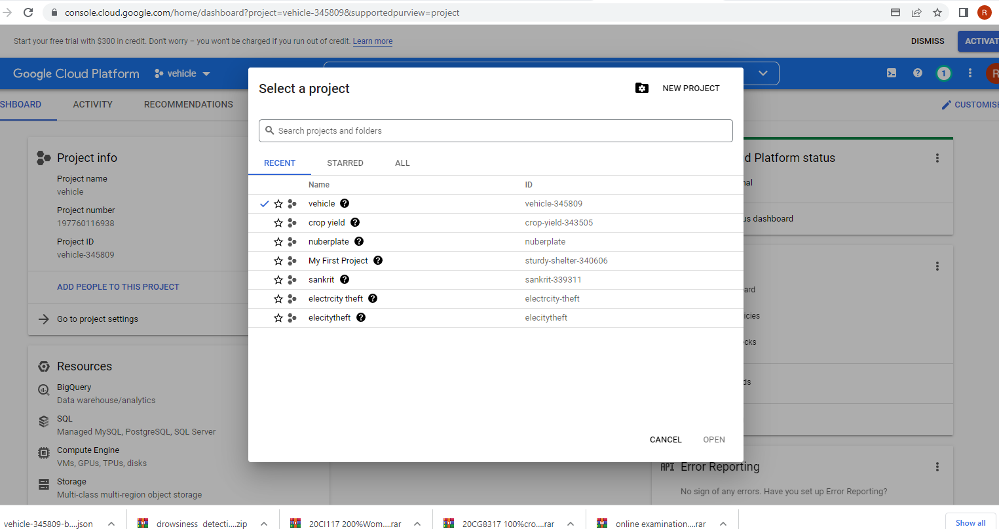 console.cloud.google.com/home/dashboard?project=vehicle-345809&supportedpurview=project
R
Start your free trial with $300 in credit. Don't worry – you won't be charged if you run out of credit. Learn more
DISMISS
ACTIVAT
Google Cloud Platform
vehicle
1
R
SHBOARD
ACTIVITY
RECOMMENDATIONS
CUSTOMISE
Select a project
NEW PROJECT
Search projects and folders
RECENT
STARRED
ALL
Name ID
vehicle vehicle-345809
crop yield crop-yield-343505
nuberplate nuberplate
My First Project sturdy-shelter-340606
sankrit sankrit-339311
electrcity theft electrcity-theft
elecitytheft elecitytheft
CANCEL
OPEN
Project info
Project name
vehicle
Project number
197760116938
Project ID
vehicle-345809
ADD PEOPLE TO THIS PROJECT
Go to project settings
Resources
BigQuery
Data warehouse/analytics
SQL
Managed MySQL, PostgreSQL, SQL Server
Compute Engine
VMs, GPUs, TPUs, disks
Storage
Multi-class multi-region object storage
d Platform status
nal
us dashboard
ard
icies
cks
ds
API Error Reporting
No sign of any errors. Have you set up Error Reporting?
vehicle-345809-b....json
drowsiness detecti....zip
20CI117 200%Wom....rar
20CG8317 100%cro....rar
online examination....rar
Show all